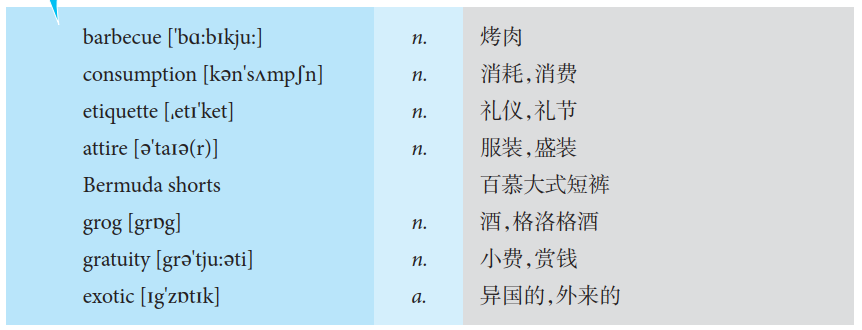 barbecue ['bɑ:bɪkju:] n. 烤肉
consumption [kən'sʌmpʃn] n. 消耗,消费
etiquette [ˌetɪ'ket] n. 礼仪,礼节
attire [ə'taɪə(r)] n. 服装,盛装
Bermuda shorts 百慕大式短裤
grog [grɒg] n. 酒,格洛格酒
gratuity [grə'tju:əti] n. 小费,赏钱
exotic [ɪg'zɒtɪk] a. 异国的,外来的